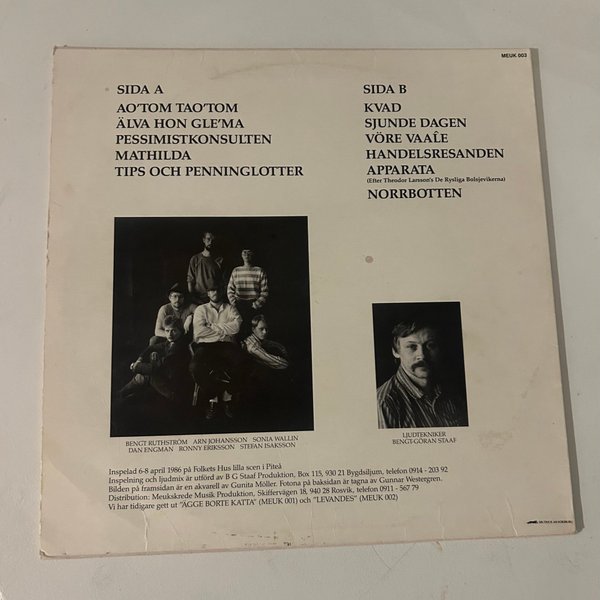 MEUK 003
SIDA A
AO'TOM TAO'TOM
ÄLVA HON GLE'MA
PESSIMISTKONSULTEN
MATHILDA
TIPS OCH PENNINGLOTTER
SIDA B
KVAD
SJUNDE DAGEN
VÖRE VAAÎE
HANDELSRESANDEN
APPARATA
(Efter Theodor Larsson's De Rysliga Bolsjevikerna)
NORRBOTTEN
BENGT RUTHSTRÖM ARN JOHANSSON SONIA WALLIN
DAN ENGMAN RONNY ERIKSSON STEFAN ISAKSSON
LJUDTEKNIKER
BENGT-GÖRAN STAAF
Inspelad 6-8 april 1986 på Folkets Hus lilla scen i Piteå
Inspelning och ljudmix är utförd av B G Staaf Produktion, Box 115, 930 21 Bygdsiljum, telefon 0914 - 203 92
Bilden på framsidan är en akvarell av Gunita Möller. Fotona på baksidan är tagna av Gunnar Westergren.
Distribution: Meukskrede Musik Produktion, Skiffervägen 18, 940 28 Rosvik, telefon 0911 - 567 79
Vi har tidigare gett ut "ÄGGE BORTE KATTA" (MEUK 001) och "LEVANDES" (MEUK 002)